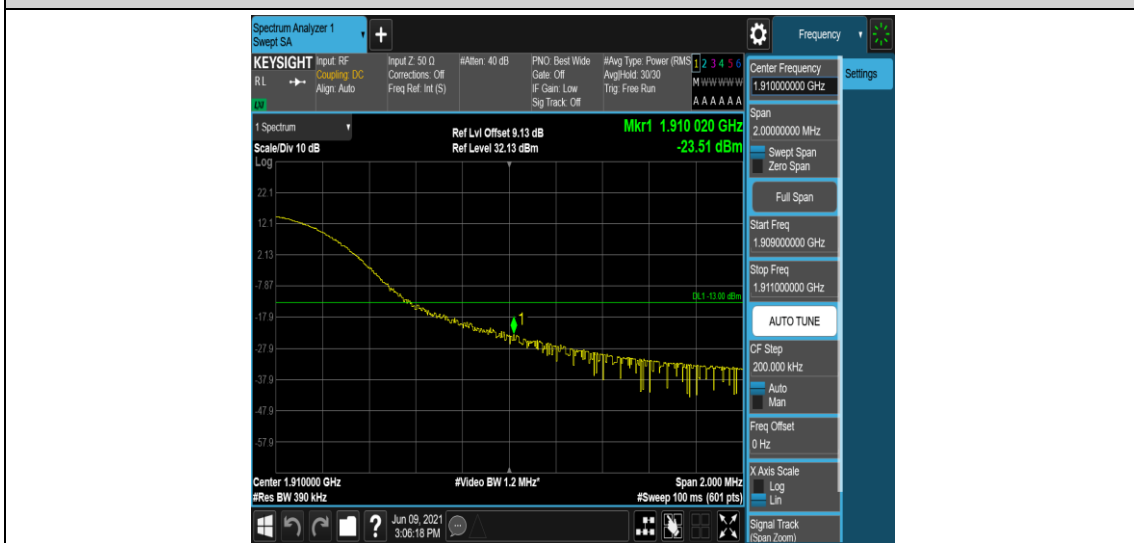 Spectrum Analyzer 1
Swept SA
+
Frequency
KEYSIGHT
RL
LXI
Input: RF
Coupling: DC
Align: Auto
Input Z: 50 Ω
Corrections: Off
Freq Ref: Int (S)
#Atten: 40 dB
PNO: Best Wide
Gate: Off
IF Gain: Low
Sig Track: Off
#Avg Type: Power (RMS
Avg|Hold: 30/30
Trig: Free Run
1 2 3 4 5 6
M W W W W W
A A A A A A
Center Frequency
1.910000000 GHz
Settings
1 Spectrum
Scale/Div 10 dB
Ref Lvl Offset 9.13 dB
Ref Level 32.13 dBm
Mkr1 1.910 020 GHz
-23.51 dBm
Log
22.1
12.1
2.13
-7.87
-17.9
-27.9
-37.9
-47.9
-57.9
DL1 -13.00 dBm
1
Center 1.910000 GHz
#Res BW 390 kHz
#Video BW 1.2 MHz*
Span 2.000 MHz
#Sweep 100 ms (601 pts)
Span
2.00000000 MHz
Swept Span
Zero Span
Full Span
Start Freq
1.909000000 GHz
Stop Freq
1.911000000 GHz
AUTO TUNE
CF Step
200.000 kHz
Auto
Man
Freq Offset
0 Hz
X Axis Scale
Log
Lin
Signal Track
(Span Zoom)
?
Jun 09, 2021
3:06:18 PM